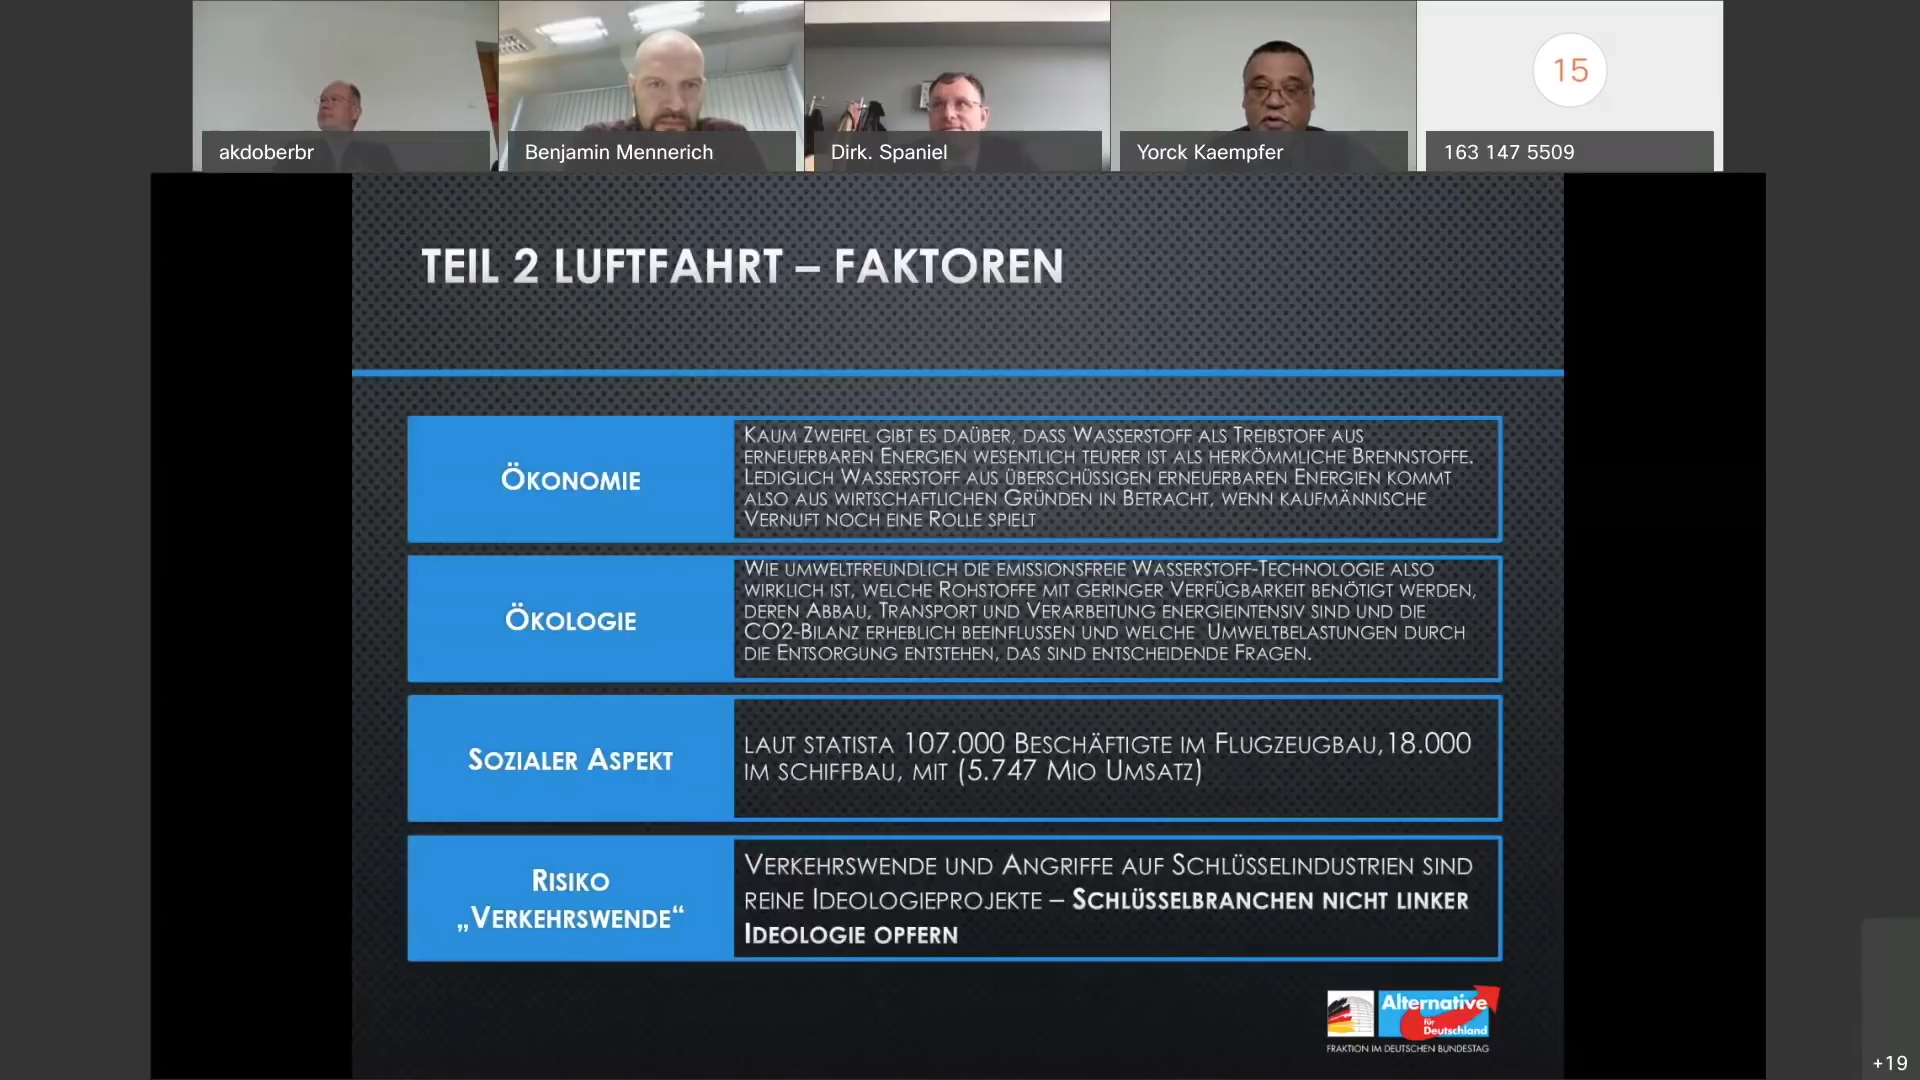 15
akdoberbr
Benjamin Mennerich
Dirk. Spaniel
Yorck Kaempfer
163 147 5509
TEIL 2 LUFTFAHRT – FAKTOREN
ÖKONOMIE
KAUM ZWEIFEL GIBT ES DAÜBER, DASS WASSERSTOFF ALS TREIBSTOFF AUS
ERNEUERBAREN ENERGIEN WESENTLICH TEURER IST ALS HERKÖMMLICHE BRENNSTOFFE.
LEDIGLICH WASSERSTOFF AUS ÜBERSCHÜSSIGEN ERNEUERBAREN ENERGIEN KOMMT
ALSO AUS WIRTSCHAFTLICHEN GRÜNDEN IN BETRACHT, WENN KAUFMÄNNISCHE
VERNUFT NOCH EINE ROLLE SPIELT
ÖKOLOGIE
WIE UMWELTFREUNDLICH DIE EMISSIONSFREIE WASSERSTOFF-TECHNOLOGIE ALSO
WIRKLICH IST, WELCHE ROHSTOFFE MIT GERINGER VERFÜGBARKEIT BENÖTIGT WERDEN,
DEREN ABBAU, TRANSPORT UND VERARBEITUNG ENERGIEINTENSIV SIND UND DIE
CO2-BILANZ ERHEBLICH BEEINFLUSSEN UND WELCHE UMWELTBELASTUNGEN DURCH
DIE ENTSORGUNG ENTSTEHEN, DAS SIND ENTSCHEIDENDE FRAGEN.
SOZIALER ASPEKT
LAUT STATISTA 107.000 BESCHÄFTIGTE IM FLUGZEUGBAU,18.000
IM SCHIFFBAU, MIT (5.747 MIO UMSATZ)
RISIKO
„VERKEHRSWENDE“
VERKEHRSWENDE UND ANGRIFFE AUF SCHLÜSSELINDUSTRIEN SIND
REINE IDEOLOGIEPROJEKTE – SCHLÜSSELBRANCHEN NICHT LINKER
IDEOLOGIE OPFERN
Alternative
für
Deutschland
FRAKTION IM DEUTSCHEN BUNDESTAG
+19